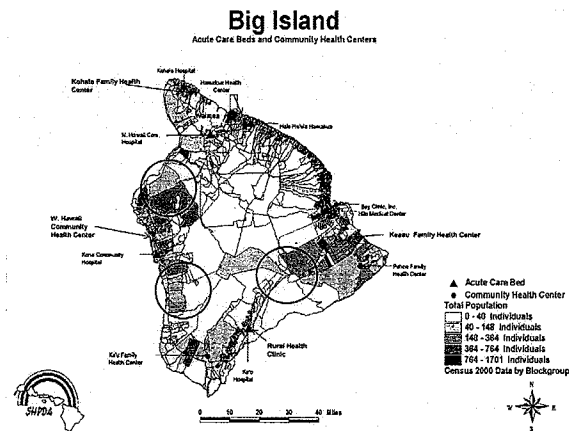 Big Island
Acute Care Beds and Community Health Centers
Kohala Hospital
Kohala Family Health
Center
Hamakua Health
Center
Waimea
N. Hawaii Com.
Hospital
Hale Ho'ola Hamakua
Bay Clinic, Inc.
Hilo Medical Center
W. Hawaii
Community
Health Center
Keaau Family Health Center
Kona Community
Hospital
Pahoa Family
Health Center
Rural Health
Clinic
Ka'u Family
Health Center
Ka'u
Hospital
Acute Care Bed
Community Health Center
Total Population
0 - 40 Individuals
40 - 148 Individuals
148 - 364 Individuals
364 - 764 Individuals
764 - 1701 Individuals
Census 2000 Data by Blockgroup
SHPDA
0 10 20 30 40 Miles
N
W E
S